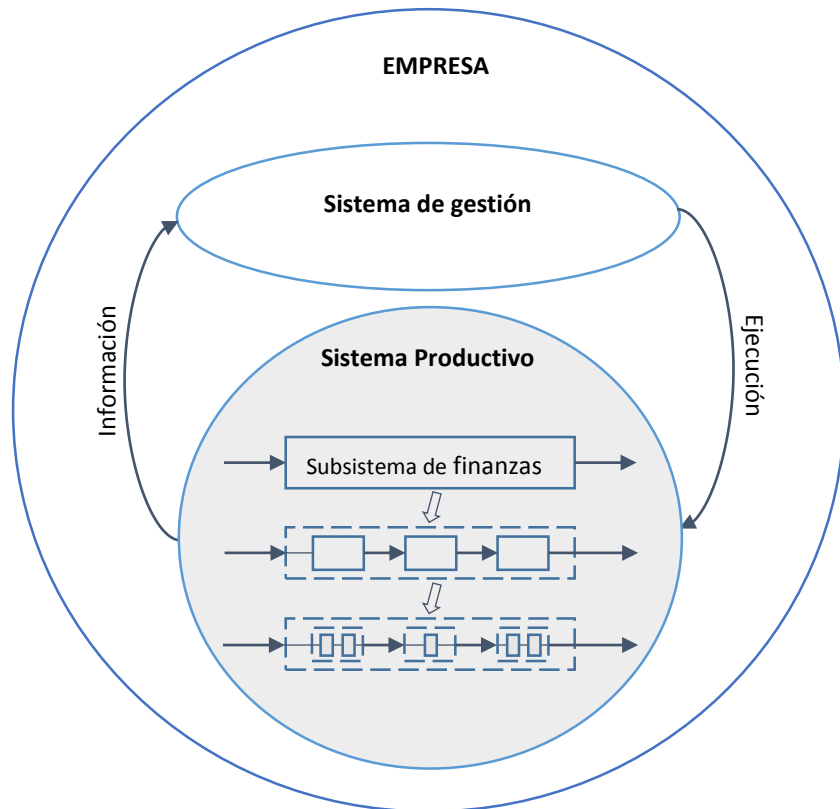 EMPRESA
Sistema de gestión
Información
Ejecución
Sistema Productivo
Subsistema de finanzas